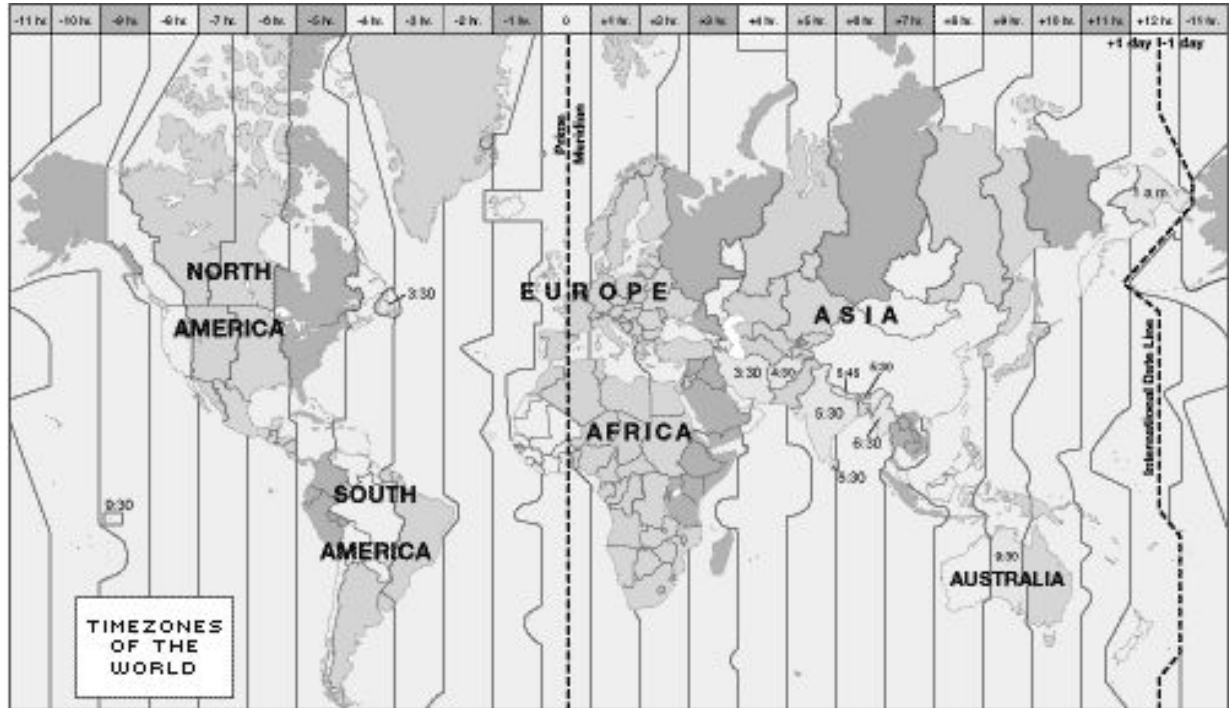 -11 hr. -10 hr. -9 hr. -8 hr. -7 hr. -6 hr. -5 hr. -4 hr. -3 hr. -2 hr. -1 hr. 0 +1 hr. +2 hr. +3 hr. +4 hr. +5 hr. +6 hr. +7 hr. +8 hr. +9 hr. +10 hr. +11 hr. +12 hr. -11 hr.
+1 day -1 day
Prime
Meridian
1 a.m.
NORTH
AMERICA
3:30
EUROPE
ASIA
3:30
4:30
5:45
5:30
6:30
5:30
AFRICA
International Date Line
SOUTH
AMERICA
9:30
9:30
AUSTRALIA
TIMEZONES
OF THE
WORLD